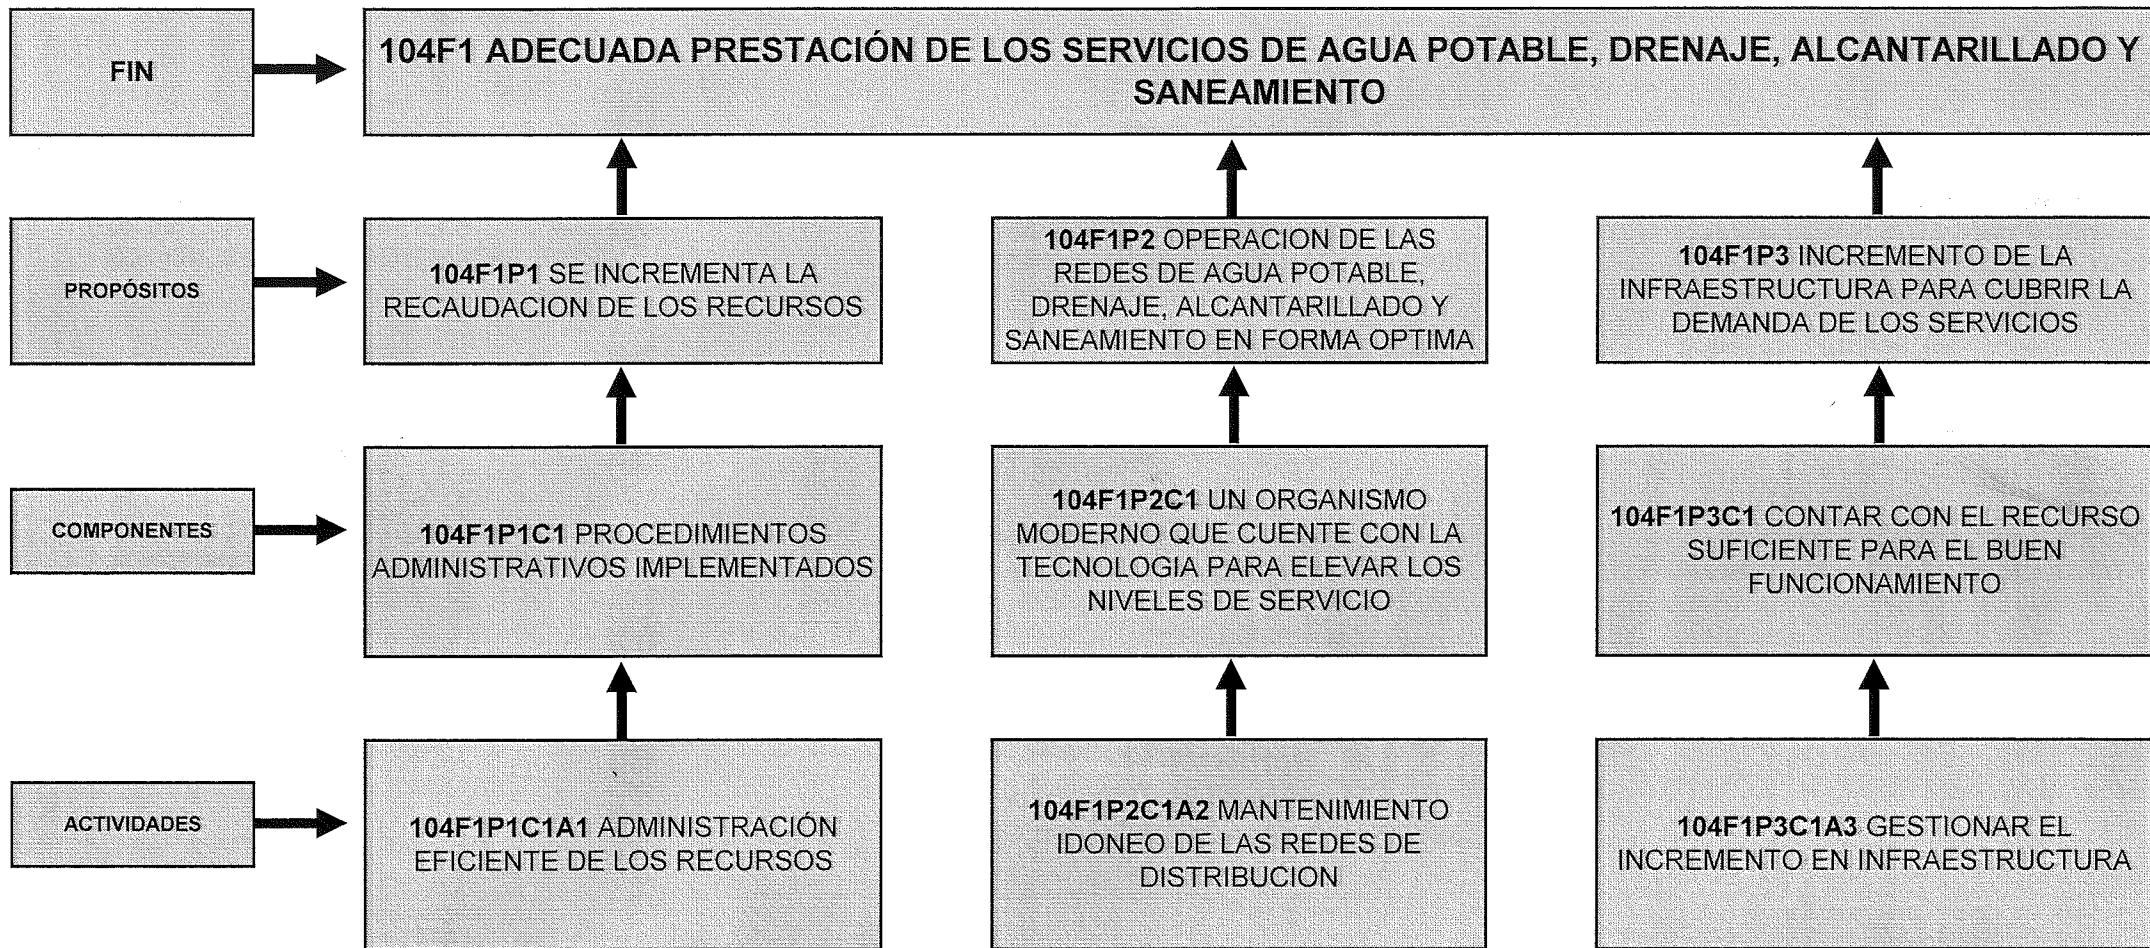 FIN
104F1 ADECUADA PRESTACIÓN DE LOS SERVICIOS DE AGUA POTABLE, DRENAJE, ALCANTARILLADO Y
SANEAMIENTO
PROPÓSITOS
104F1P1 SE INCREMENTA LA
RECAUDACION DE LOS RECURSOS
104F1P2 OPERACION DE LAS
REDES DE AGUA POTABLE,
DRENAJE, ALCANTARILLADO Y
SANEAMIENTO EN FORMA OPTIMA
104F1P3 INCREMENTO DE LA
INFRAESTRUCTURA PARA CUBRIR LA
DEMANDA DE LOS SERVICIOS
COMPONENTES
104F1P1C1 PROCEDIMIENTOS
ADMINISTRATIVOS IMPLEMENTADOS
104F1P2C1 UN ORGANISMO
MODERNO QUE CUENTE CON LA
TECNOLOGIA PARA ELEVAR LOS
NIVELES DE SERVICIO
104F1P3C1 CONTAR CON EL RECURSO
SUFICIENTE PARA EL BUEN
FUNCIONAMIENTO
ACTIVIDADES
104F1P1C1A1 ADMINISTRACIÓN
EFICIENTE DE LOS RECURSOS
104F1P2C1A2 MANTENIMIENTO
IDONEO DE LAS REDES DE
DISTRIBUCION
104F1P3C1A3 GESTIONAR EL
INCREMENTO EN INFRAESTRUCTURA